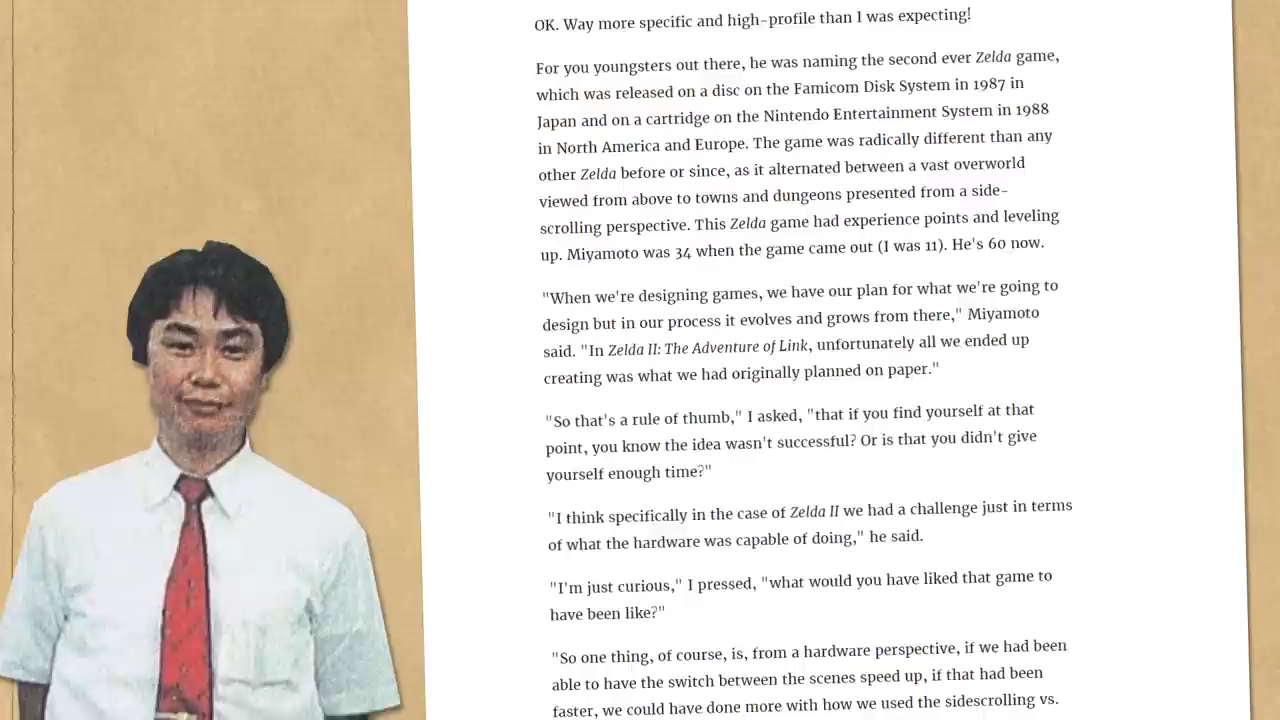 OK. Way more specific and high-profile than I was expecting!
For you youngsters out there, he was naming the second ever Zelda game,
which was released on a disc on the Famicom Disk System in 1987 in
Japan and on a cartridge on the Nintendo Entertainment System in 1988
in North America and Europe. The game was radically different than any
other Zelda before or since, as it alternated between a vast overworld
viewed from above to towns and dungeons presented from a side-
scrolling perspective. This Zelda game had experience points and leveling
up. Miyamoto was 34 when the game came out (I was 11). He's 60 now.
"When we're designing games, we have our plan for what we're going to
design but in our process it evolves and grows from there," Miyamoto
said. "In Zelda II: The Adventure of Link, unfortunately all we ended up
creating was what we had originally planned on paper."
"So that's a rule of thumb," I asked, "that if you find yourself at that
point, you know the idea wasn't successful? Or is that you didn't give
yourself enough time?"
"I think specifically in the case of Zelda II we had a challenge just in terms
of what the hardware was capable of doing," he said.
"I'm just curious," I pressed, "what would you have liked that game to
have been like?"
"So one thing, of course, is, from a hardware perspective, if we had been
able to have the switch between the scenes speed up, if that had been
faster, we could have done more with how we used the sidescrolling vs.